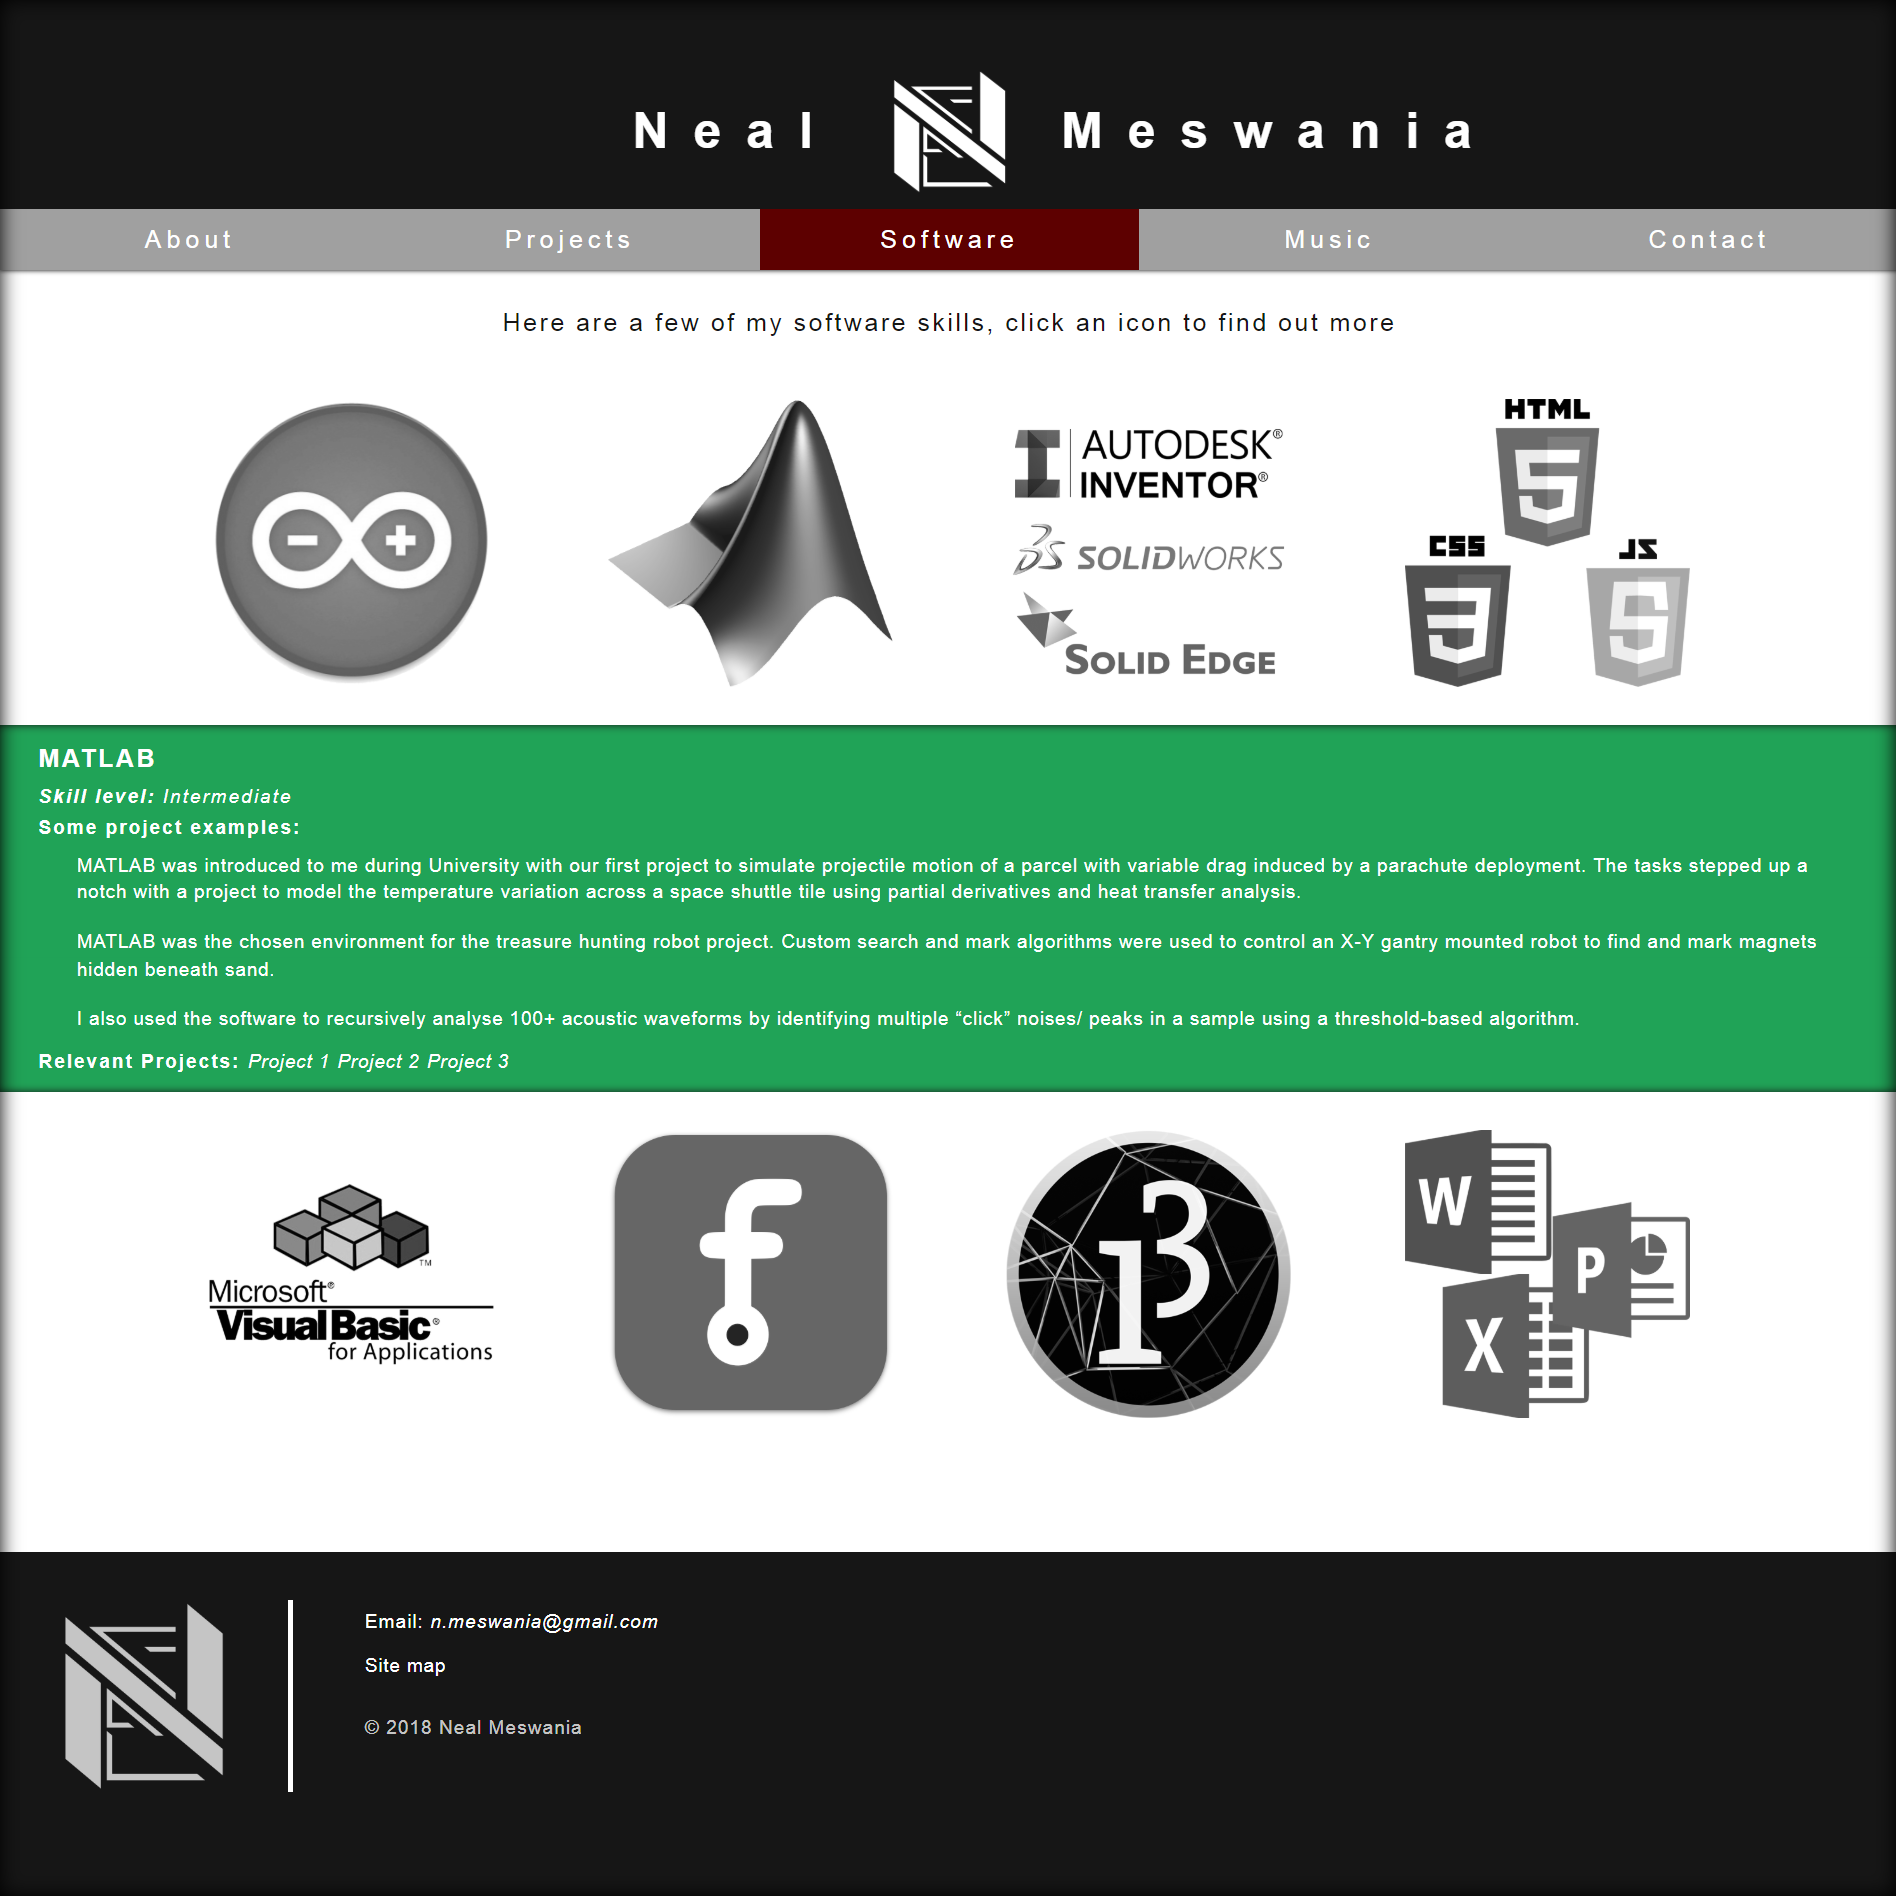 Neal Meswania
About Projects Software Music Contact
Here are a few of my software skills, click an icon to find out more
AUTODESK®
INVENTOR®
SOLIDWORKS
SOLID EDGE
HTML
5
CSS
3
JS
5
MATLAB
Skill level: Intermediate
Some project examples:
MATLAB was introduced to me during University with our first project to simulate projectile motion of a parcel with variable drag induced by a parachute deployment. The tasks stepped up a
notch with a project to model the temperature variation across a space shuttle tile using partial derivatives and heat transfer analysis.
MATLAB was the chosen environment for the treasure hunting robot project. Custom search and mark algorithms were used to control an X-Y gantry mounted robot to find and mark magnets
hidden beneath sand.
I also used the software to recursively analyse 100+ acoustic waveforms by identifying multiple “click” noises/ peaks in a sample using a threshold-based algorithm.
Relevant Projects: Project 1 Project 2 Project 3
TM
Microsoft®
Visual Basic®
for Applications
f
13
W
P
X
Email: n.meswania@gmail.com
Site map
© 2018 Neal Meswania